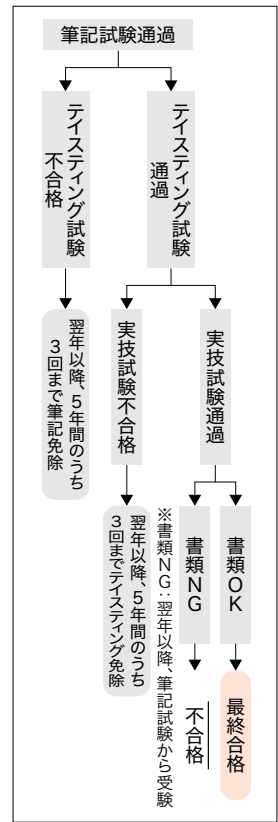 筆記試験通過
テイスティング試験
通過
テイスティング試験
不合格
実技試験通過
実技試験不合格
翌年以降、5年間のうち
3回まで筆記免除
書類OK
書類NG
最終合格
不合格
※書類NG:翌年以降、筆記試験から受験
翌年以降、5年間のうち
3回までテイスティング免除